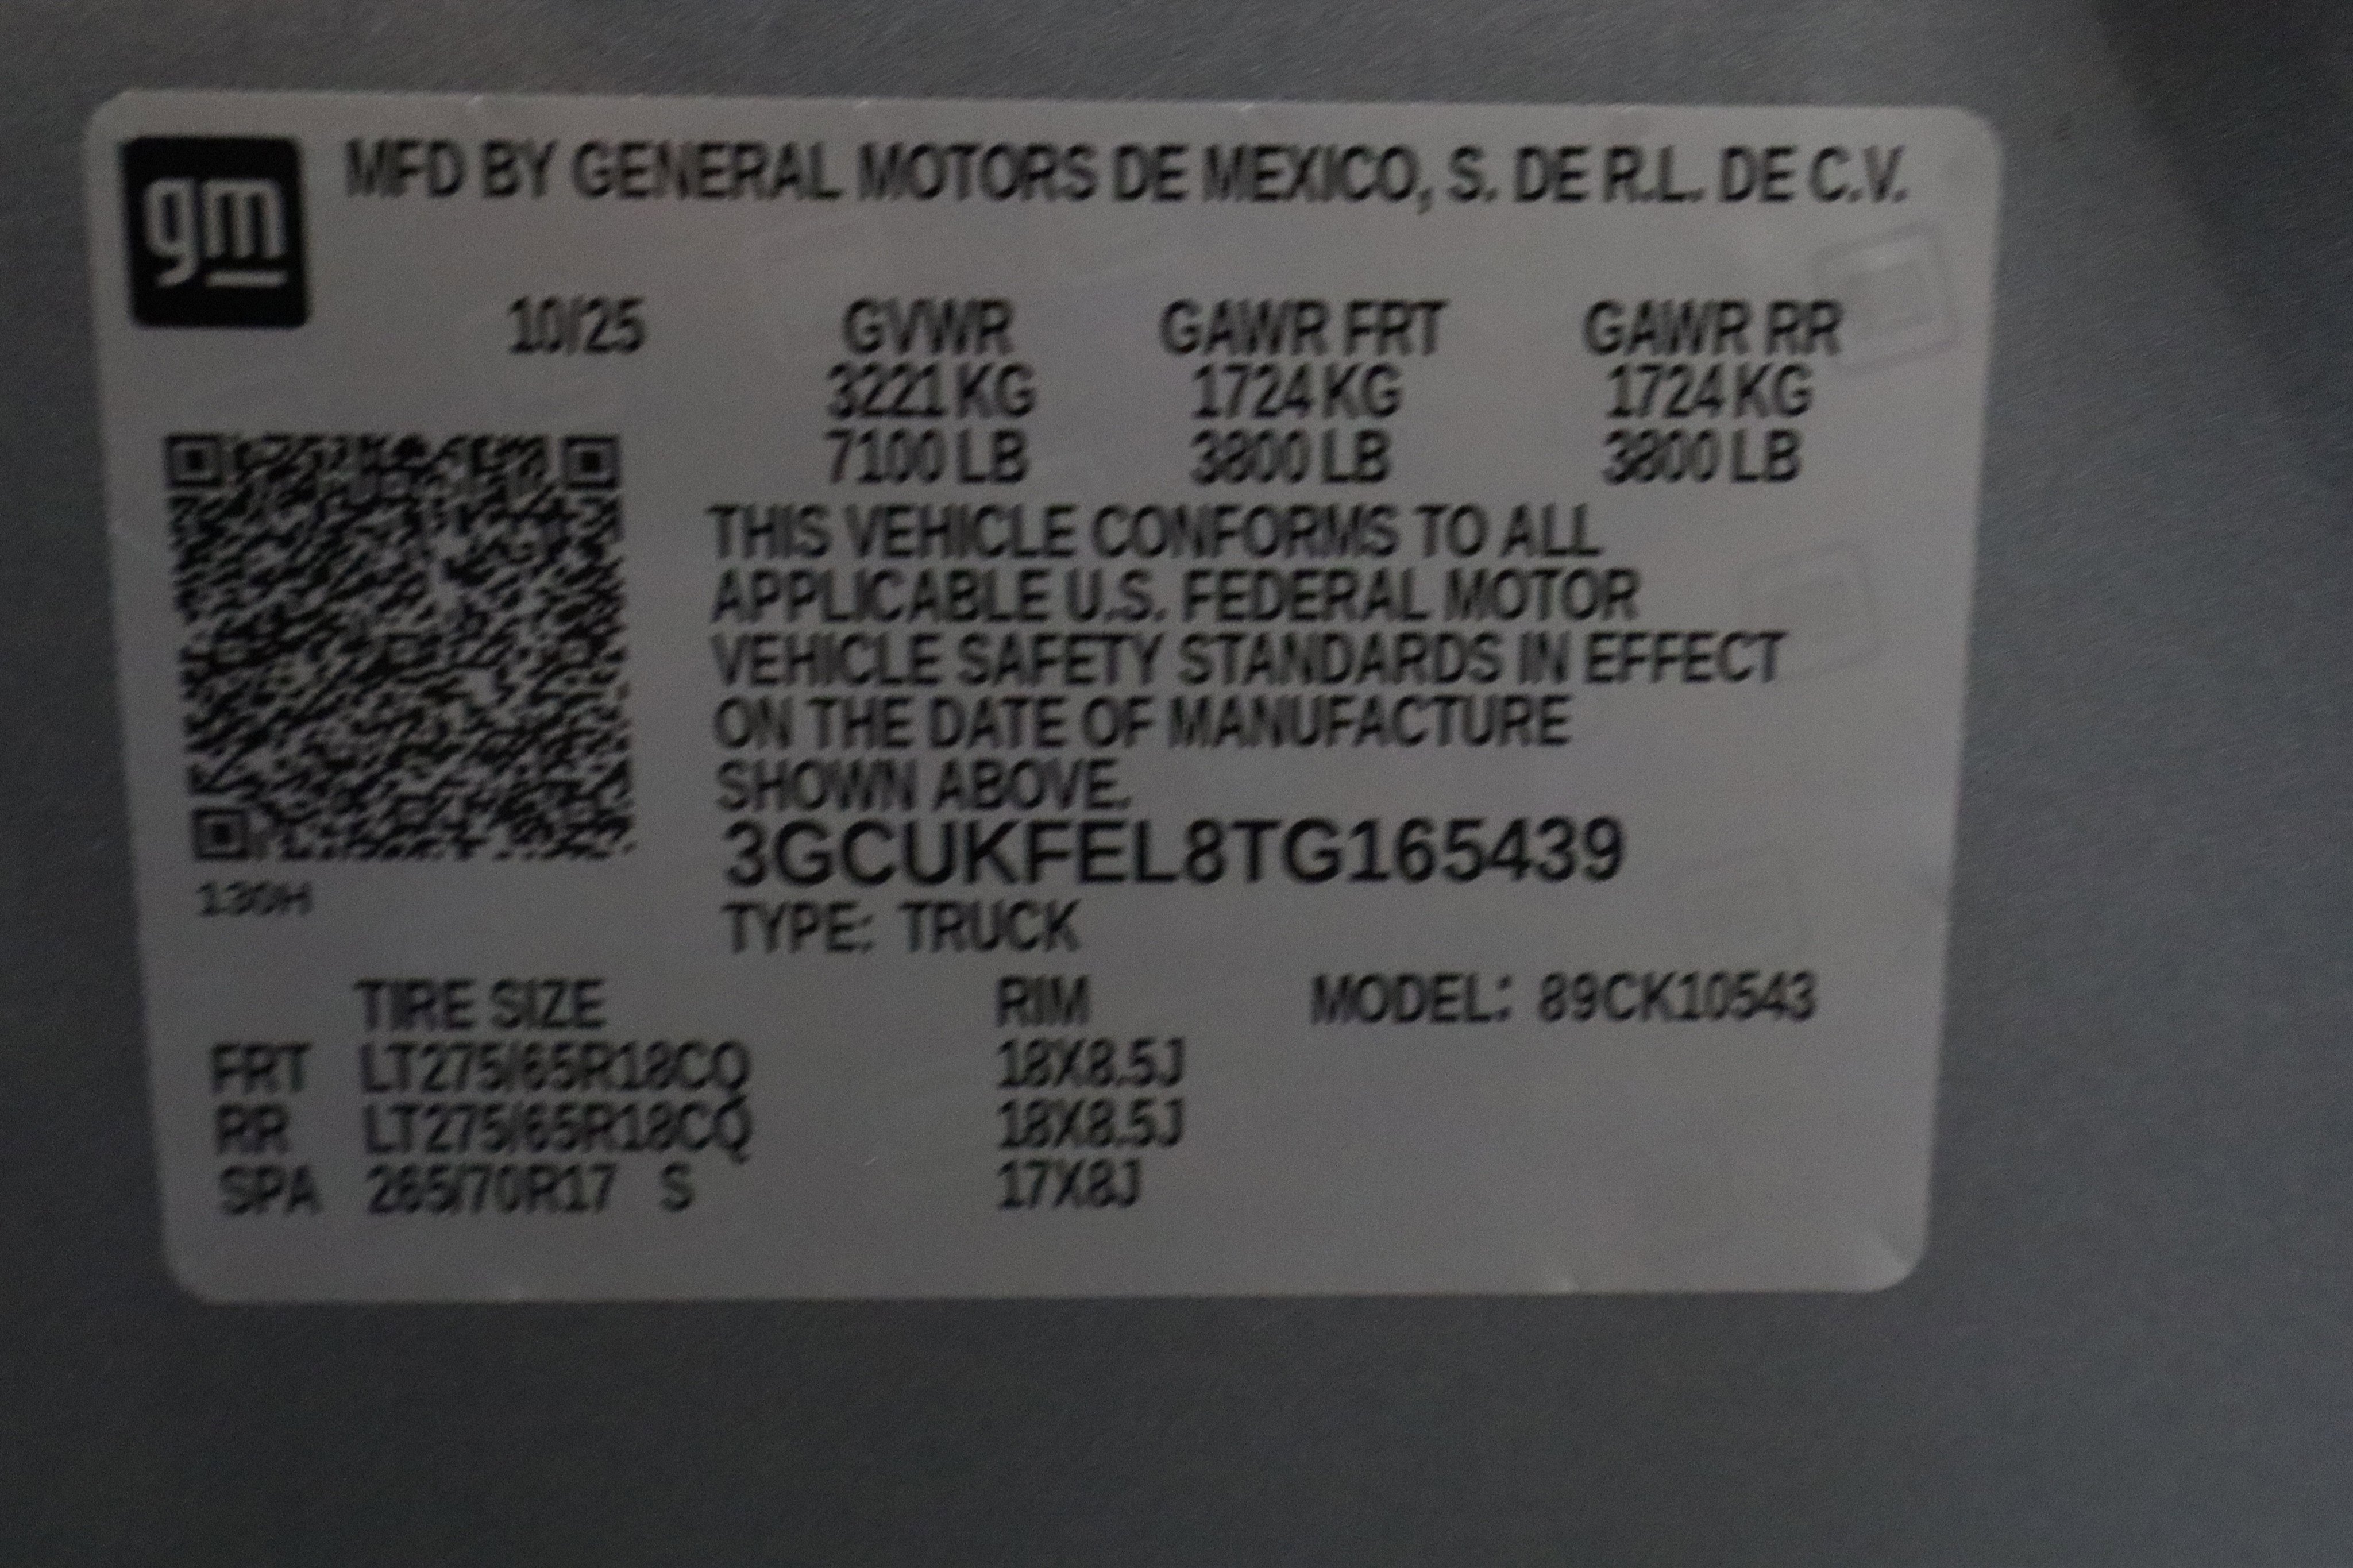 gm
MFD BY GENERAL MOTORS DE MEXICO, S. DE R.L. DE C.V.
10/25 GVWR GAWR FRT GAWR RR
3221 KG 1724 KG 1724 KG
7100 LB 3800 LB 3800 LB
THIS VEHICLE CONFORMS TO ALL
APPLICABLE U.S. FEDERAL MOTOR
VEHICLE SAFETY STANDARDS IN EFFECT
ON THE DATE OF MANUFACTURE
SHOWN ABOVE.
3GCUKFEL8TG165439
TYPE: TRUCK
TIRE SIZE RIM MODEL: 89CK10543
FRT LT275/65R18CQ 18X8.5J
RR LT275/65R18CQ 18X8.5J
SPA 265/70R17 S 17X8J